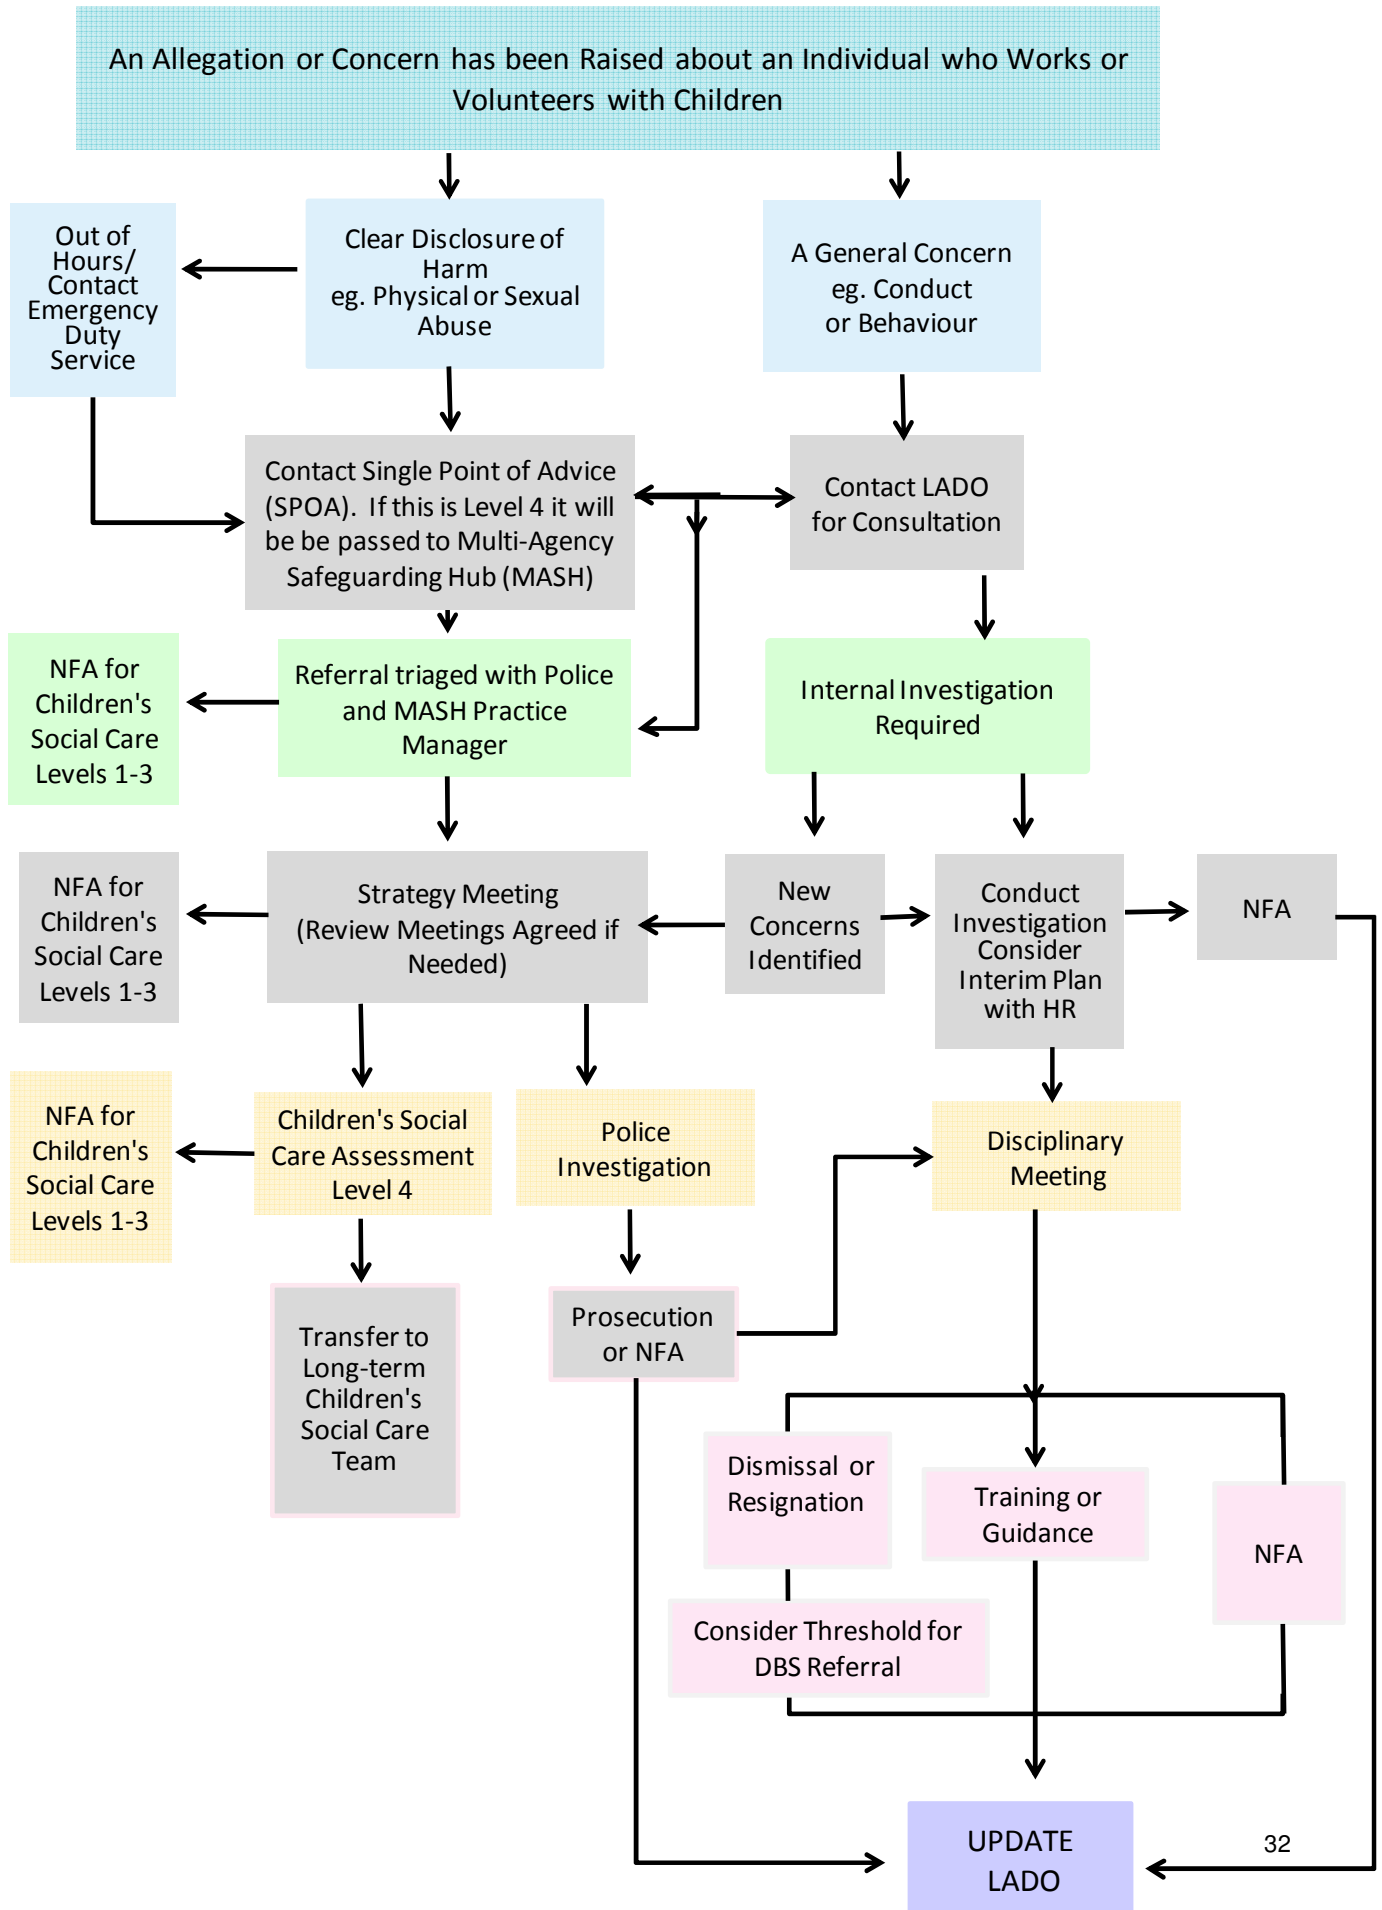 An Allegation or Concern has been Raised about an Individual who Works or
Volunteers with Children
Out of
Hours/
Contact
Emergency
Duty
Service
Clear Disclosure of
Harm
eg. Physical or Sexual
Abuse
A General Concern
eg. Conduct
or Behaviour
Contact Single Point of Advice
(SPOA). If this is Level 4 it will
be be passed to Multi-Agency
Safeguarding Hub (MASH)
Contact LADO
for Consultation
NFA for
Children's
Social Care
Levels 1-3
Referral triaged with Police
and MASH Practice
Manager
Internal Investigation
Required
NFA for
Children's
Social Care
Levels 1-3
Strategy Meeting
(Review Meetings Agreed if
Needed)
New
Concerns
Identified
Conduct
Investigation
Consider
Interim Plan
with HR
NFA
NFA for
Children's
Social Care
Levels 1-3
Children's Social
Care Assessment
Level 4
Police
Investigation
Disciplinary
Meeting
Transfer to
Long-term
Children's
Social Care
Team
Prosecution
or NFA
Dismissal or
Resignation
Training or
Guidance
NFA
Consider Threshold for
DBS Referral
UPDATE
LADO
32